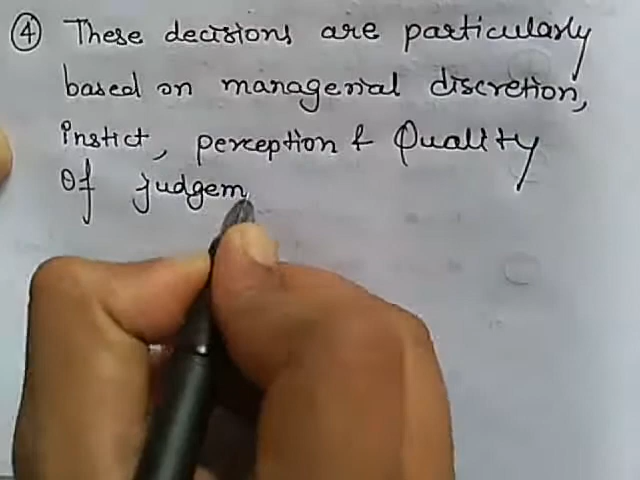 ④ These decisions are particularly
based on managerial discretion,
instict, perception & Quality
Of judgem